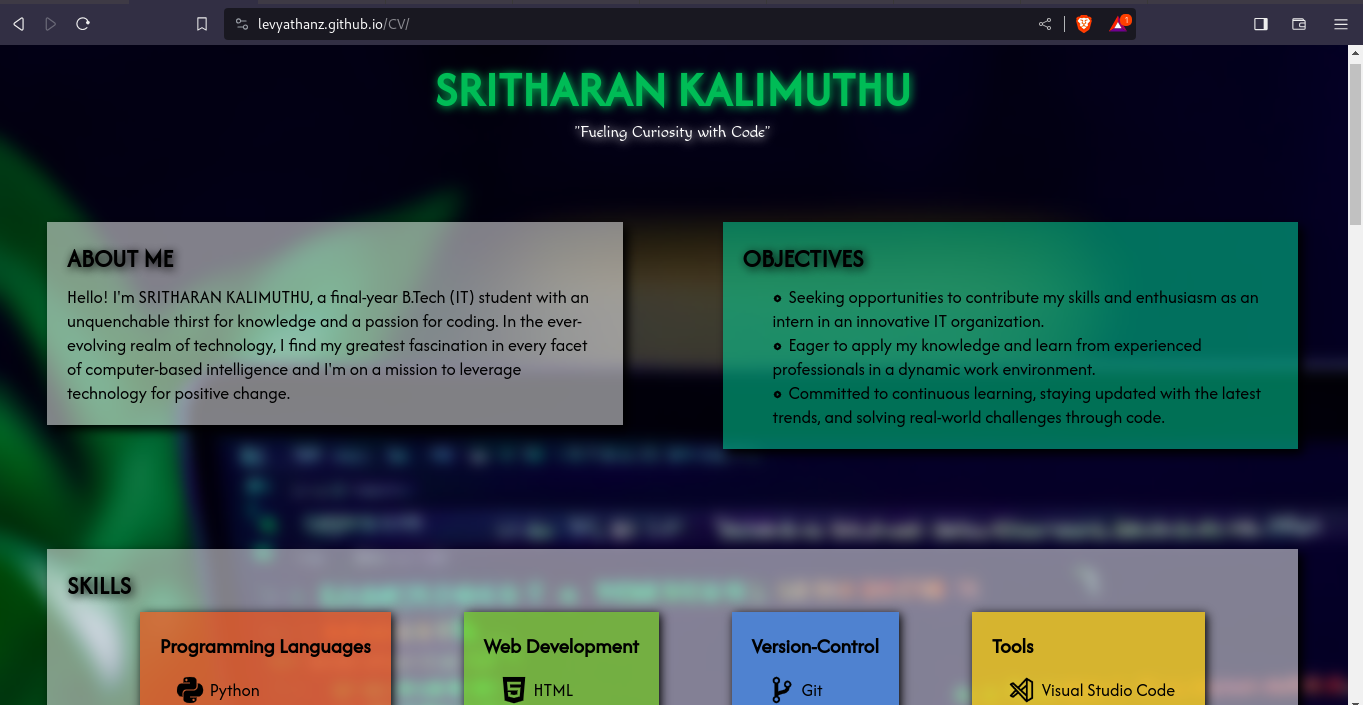 levyathanz.github.io/CV/
1
SRITHARAN KALIMUTHU
"Fueling Curiosity with Code"
ABOUT ME
Hello! I'm SRITHARAN KALIMUTHU, a final-year B.Tech (IT) student with an
unquenchable thirst for knowledge and a passion for coding. In the ever-
evolving realm of technology, I find my greatest fascination in every facet
of computer-based intelligence and I'm on a mission to leverage
technology for positive change.
OBJECTIVES
Seeking opportunities to contribute my skills and enthusiasm as an
intern in an innovative IT organization.
Eager to apply my knowledge and learn from experienced
professionals in a dynamic work environment.
Committed to continuous learning, staying updated with the latest
trends, and solving real-world challenges through code.
SKILLS
Programming Languages
Python
Web Development
HTML
Version-Control
Git
Tools
Visual Studio Code